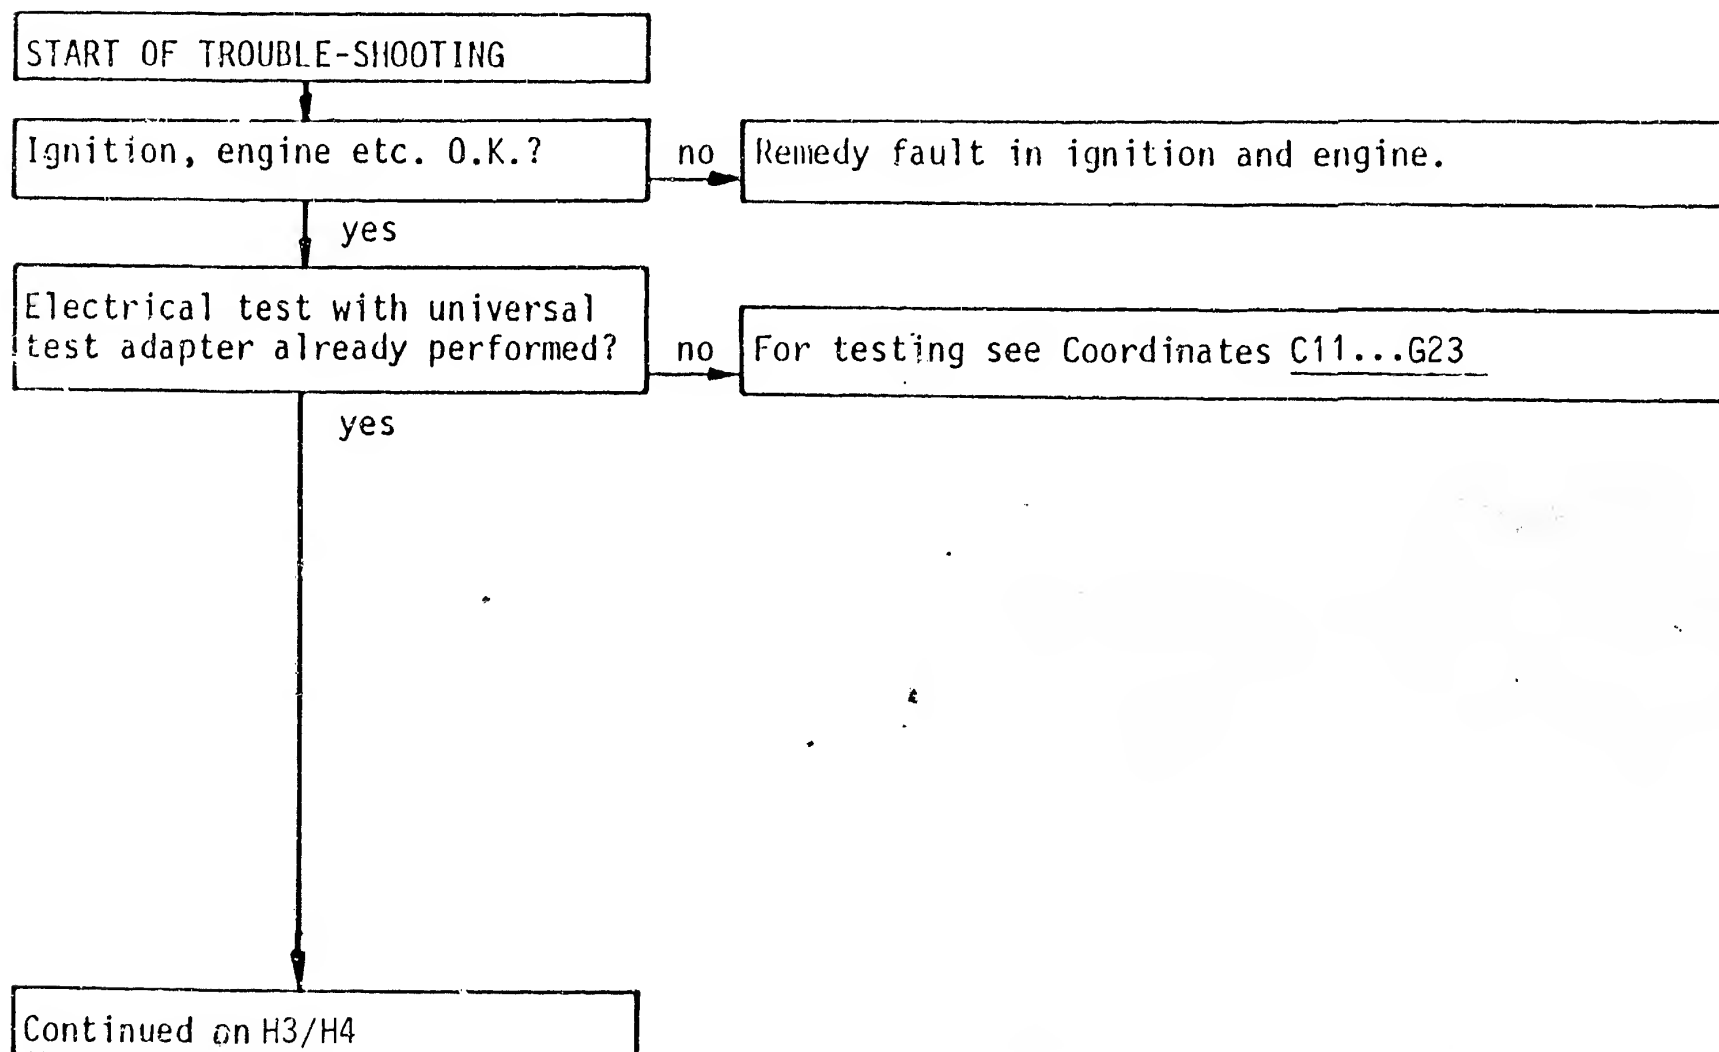 START OF TROUBLE-SHOOTING
Ignition, engine etc. O.K.?
no
Remedy fault in ignition and engine.
yes
Electrical test with universal
test adapter already performed?
no
For testing see Coordinates C11...G23
yes
Continued on H3/H4